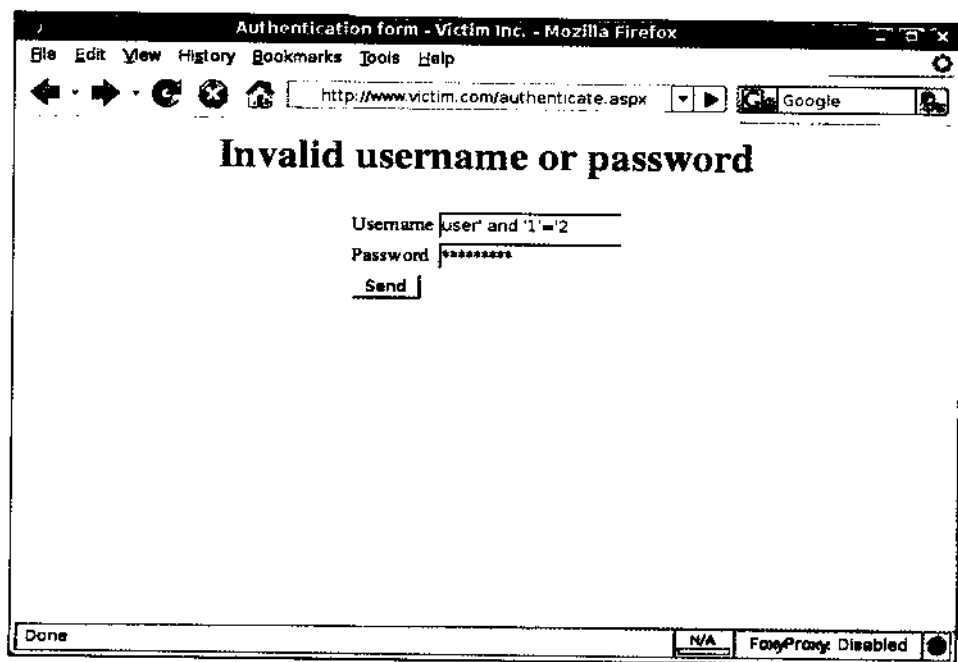 Authentication form - Victim Inc. - Mozilla Firefox
File Edit View History Bookmarks Tools Help
http://www.victim.com/authenticate.aspx Google
Invalid username or password
Username user' and '1'='2
Password *********
Send
Done N/A FoxyProxy: Disabled